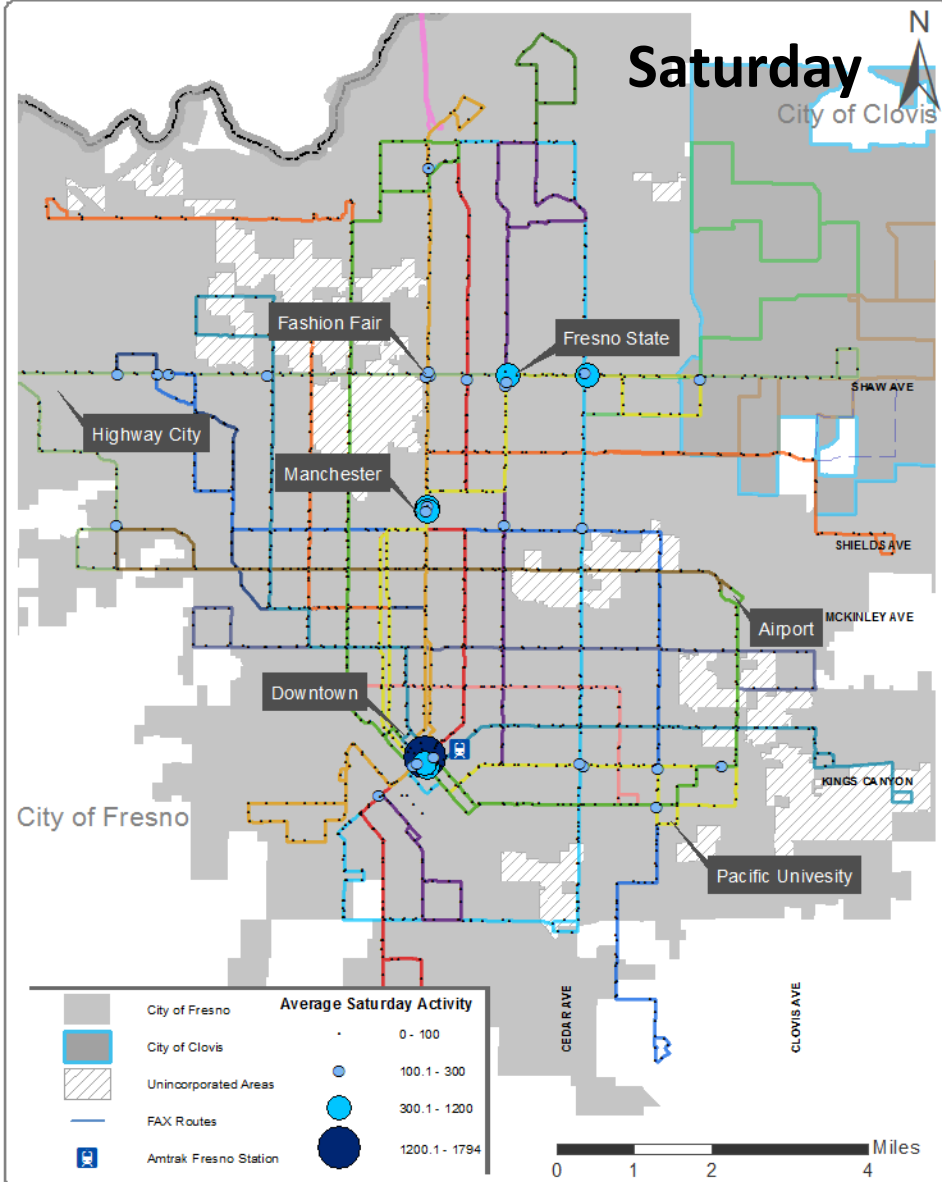 Saturday
N
City of Clovis
Fashion Fair
Fresno State
SHAW AVE
Highway City
Manchester
SHIELDS AVE
MCKINLEY AVE
Airport
Downtown
KINGS CANYON
City of Fresno
Pacific Univesity
CEDAR AVE
CLOVIS AVE
City of Fresno
City of Clovis
Unincorporated Areas
FAX Routes
Amtrak Fresno Station
Average Saturday Activity
0 - 100
100.1 - 300
300.1 - 1200
1200.1 - 1794
Miles
0 1 2 4